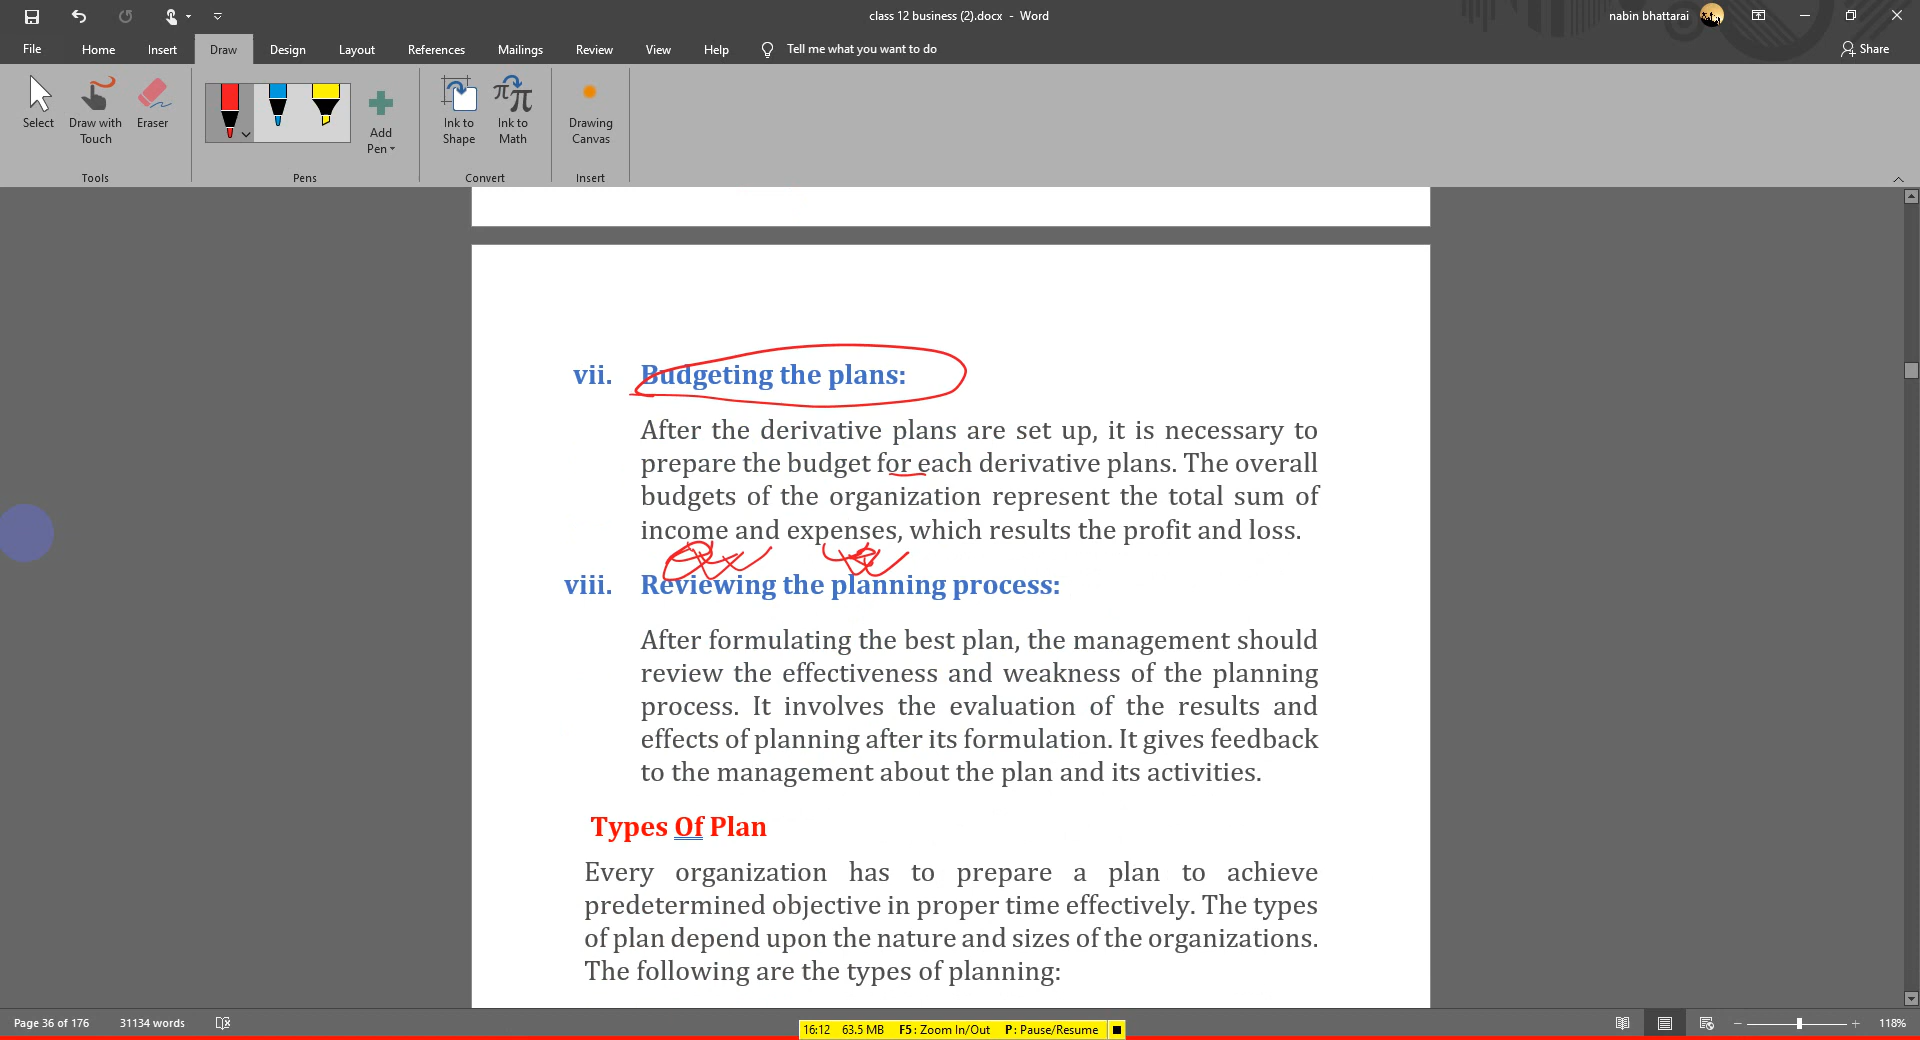 class 12 business (2).docx - Word
nabin bhattarai
File Home Insert Draw Design Layout References Mailings Review View Help Tell me what you want to do Share
Select Draw with Touch Eraser Add Pen Ink to Shape Ink to Math Drawing Canvas
Tools Pens Convert Insert
vii. Budgeting the plans:
After the derivative plans are set up, it is necessary to
prepare the budget for each derivative plans. The overall
budgets of the organization represent the total sum of
income and expenses, which results the profit and loss.
viii. Reviewing the planning process:
After formulating the best plan, the management should
review the effectiveness and weakness of the planning
process. It involves the evaluation of the results and
effects of planning after its formulation. It gives feedback
to the management about the plan and its activities.
Types Of Plan
Every organization has to prepare a plan to achieve
predetermined objective in proper time effectively. The types
of plan depend upon the nature and sizes of the organizations.
The following are the types of planning:
Page 36 of 176 31134 words 118%
16:12 63.5 MB F5: Zoom In/Out P: Pause/Resume